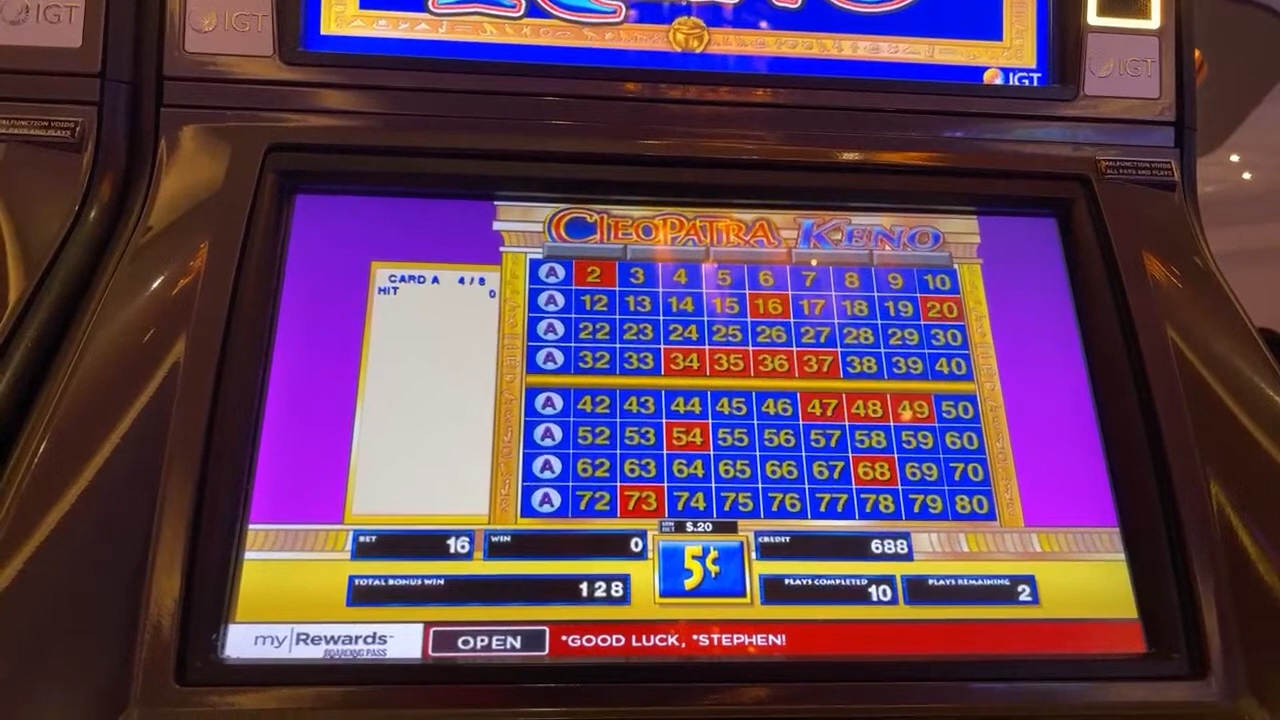 IGT
IGT
IGT
IGT
MALFUNCTION VOIDS
ALL PAYS AND PLAYS
MALFUNCTION VOIDS
ALL PAYS AND PLAYS
CLEOPATRA KENO
CARD A 4/8
HIT 0
A 2 3 4 5 6 7 8 9 10
A 12 13 14 15 16 17 18 19 20
A 22 23 24 25 26 27 28 29 30
A 32 33 34 35 36 37 38 39 40
A 42 43 44 45 46 47 48 49 50
A 52 53 54 55 56 57 58 59 60
A 62 63 64 65 66 67 68 69 70
A 72 73 74 75 76 77 78 79 80
MIN BET $.20
BET 16 WIN 0 5¢ CREDIT 688
TOTAL BONUS WIN 128 PLAYS COMPLETED 10 PLAYS REMAINING 2
my|Rewards™ OPEN *GOOD LUCK, *STEPHEN!
BOARDING PASS